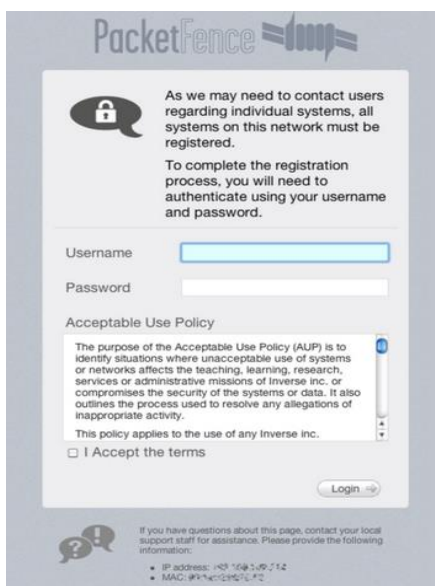 PacketFence
As we may need to contact users
regarding individual systems, all
systems on this network must be
registered.
To complete the registration
process, you will need to
authenticate using your username
and password.
Username
Password
Acceptable Use Policy
The purpose of the Acceptable Use Policy (AUP) is to
identify situations where unacceptable use of systems
or networks affects the teaching, learning, research,
services or administrative missions of Inverse inc. or
compromises the security of the systems or data. It also
outlines the process used to resolve any allegations of
inappropriate activity.
This policy applies to the use of any Inverse inc.
I Accept the terms
Login
If you have questions about this page, contact your local
support staff for assistance. Please provide the following
information:
IP address:
MAC: